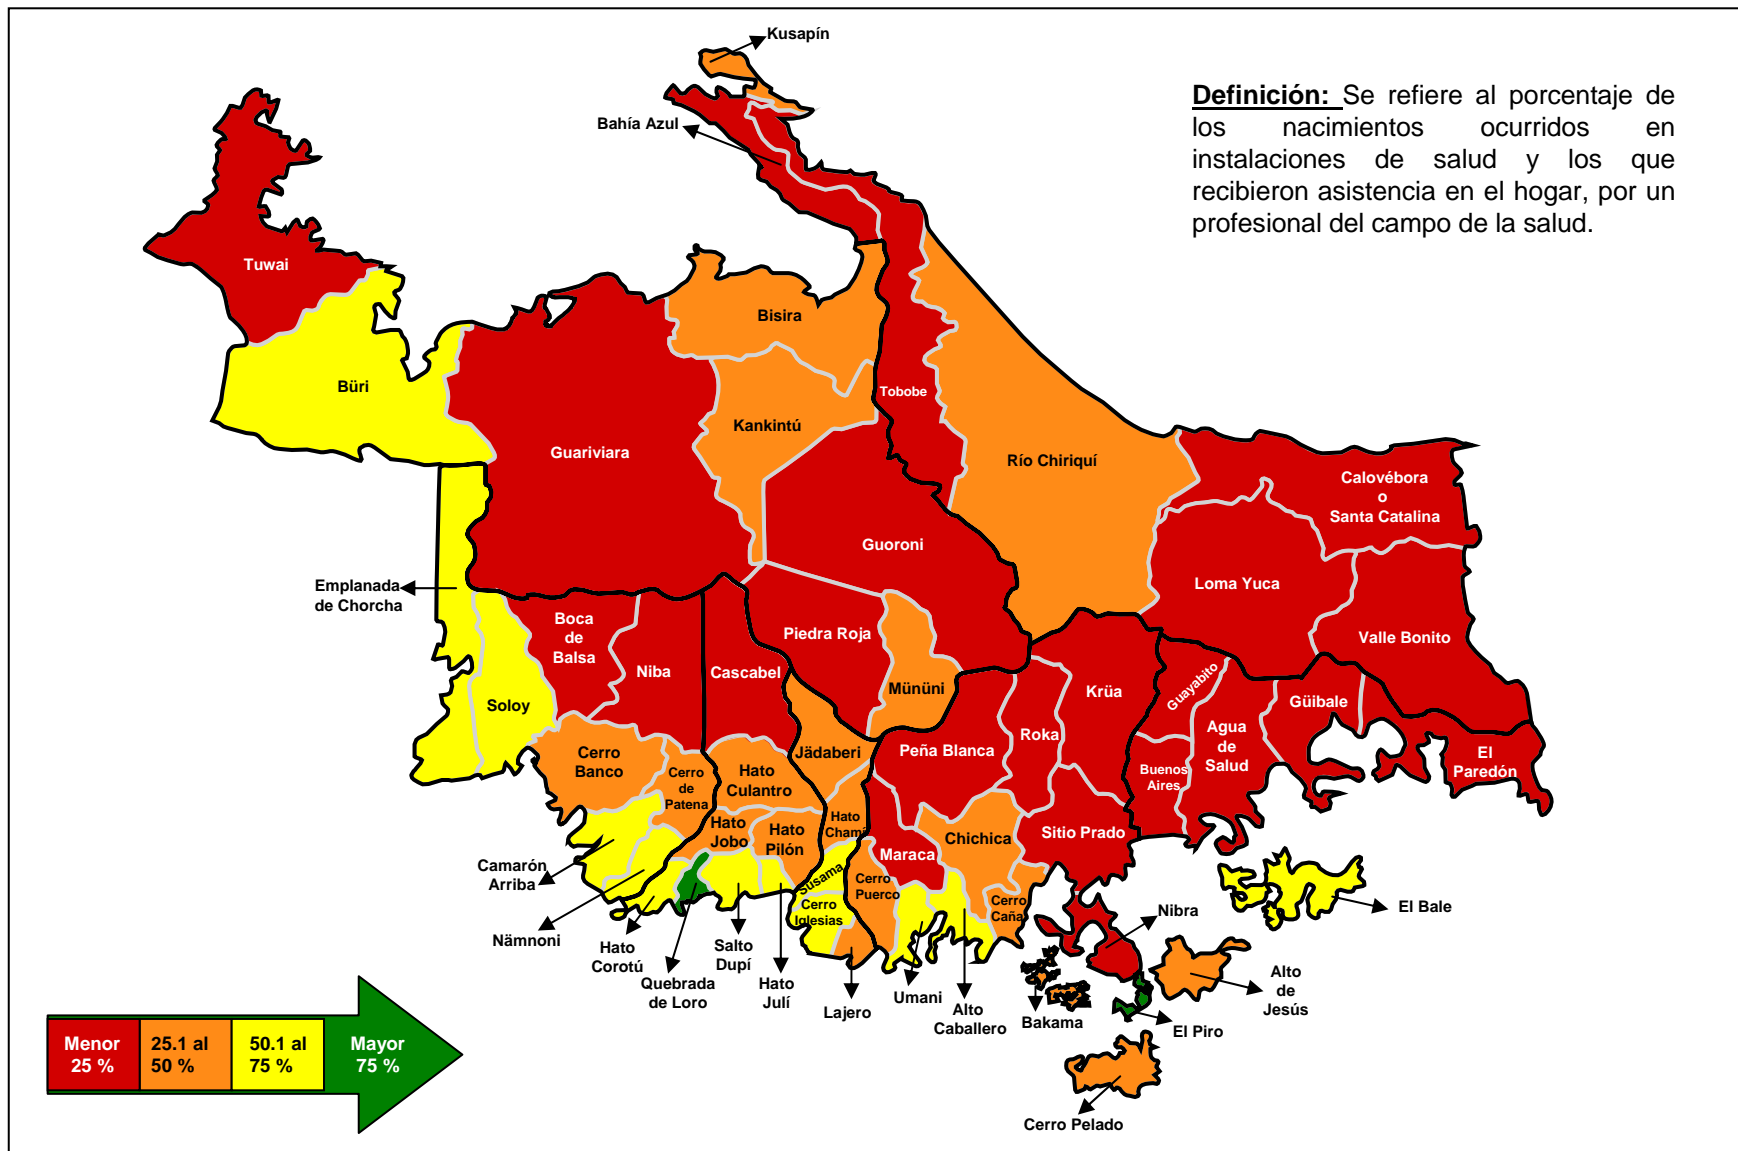 Kusapín
Definición: Se refiere al porcentaje de
los nacimientos ocurridos en
instalaciones de salud y los que
recibieron asistencia en el hogar, por un
profesional del campo de la salud.
Bahía Azul
Tuwai
Büri
Bisira
Tobobe
Kankintú
Guariviara
Río Chiriquí
Calovébora
o
Santa Catalina
Guoroni
Loma Yuca
Emplanada
de Chorcha
Boca
de
Balsa
Piedra Roja
Valle Bonito
Niba
Cascabel
Mününi
Krüa
Guayabito
Güibale
Soloy
Roka
Agua
de
Salud
Peña Blanca
Jädaberi
Cerro
Banco
Cerro
de
Patena
Hato
Culantro
Buenos
Aires
El
Paredón
Hato
Chamí
Hato
Jobo
Hato
Pilón
Chichica
Sitio Prado
Maraca
Camarón
Arriba
Susama
Cerro
Puerco
Cerro
Iglesias
Cerro
Caña
El Bale
Nibra
Nämnoni
Hato
Corotú
Quebrada
de Loro
Salto
Dupí
Hato
Julí
Lajero
Umani
Alto
Caballero
Bakama
Alto
de
Jesús
El Piro
Cerro Pelado
Menor
25 %
25.1 al
50 %
50.1 al
75 %
Mayor
75 %